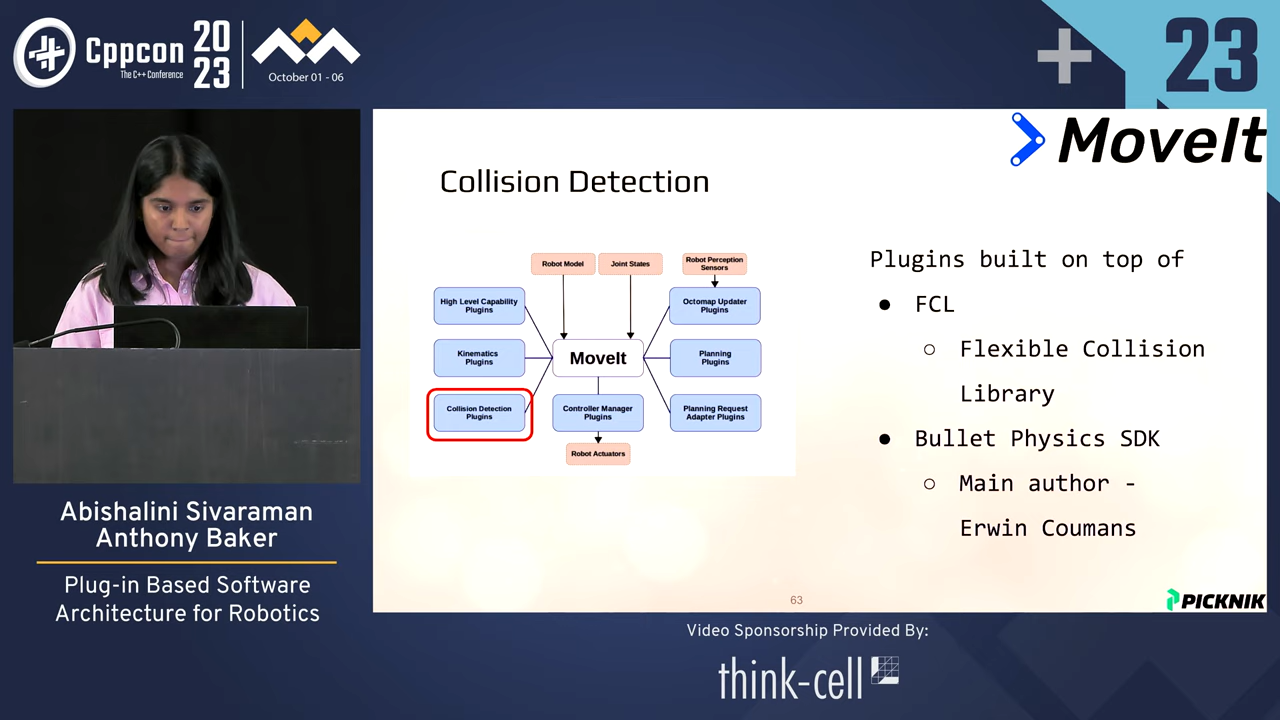 Cppcon
The C++ Conference
20
23
October 01 - 06
23
MoveIt
Collision Detection
Robot Model
Joint States
Robot Perception
Sensors
High Level Capability
Plugins
Octomap Updater
Plugins
Kinematics
Plugins
MoveIt
Planning
Plugins
Collision Detection
Plugins
Controller Manager
Plugins
Planning Request
Adapter Plugins
Robot Actuators
Plugins built on top of
● FCL
○ Flexible Collision
Library
● Bullet Physics SDK
○ Main author -
Erwin Coumans
63
PICKNIK
Abishalini Sivaraman
Anthony Baker
Plug-in Based Software
Architecture for Robotics
Video Sponsorship Provided By:
think-cell